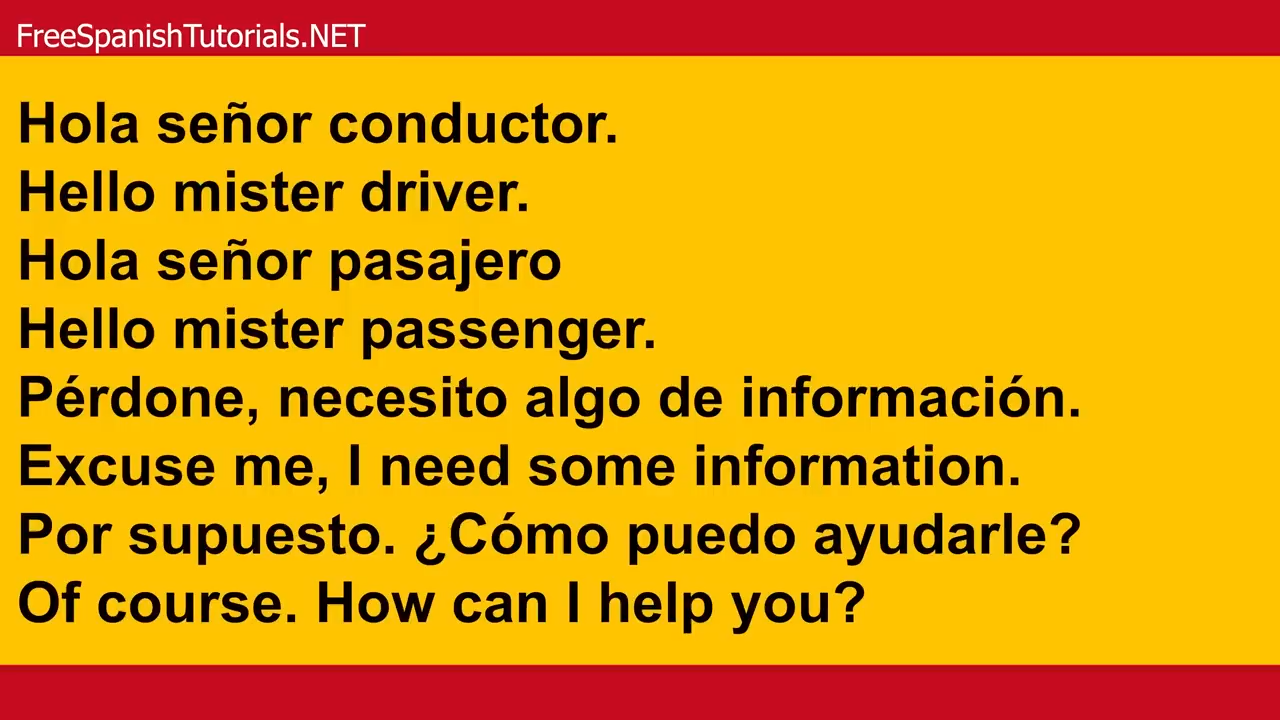 FreeSpanishTutorials.NET
Hola señor conductor.
Hello mister driver.
Hola señor pasajero
Hello mister passenger.
Pérdone, necesito algo de información.
Excuse me, I need some information.
Por supuesto. ¿Cómo puedo ayudarle?
Of course. How can I help you?